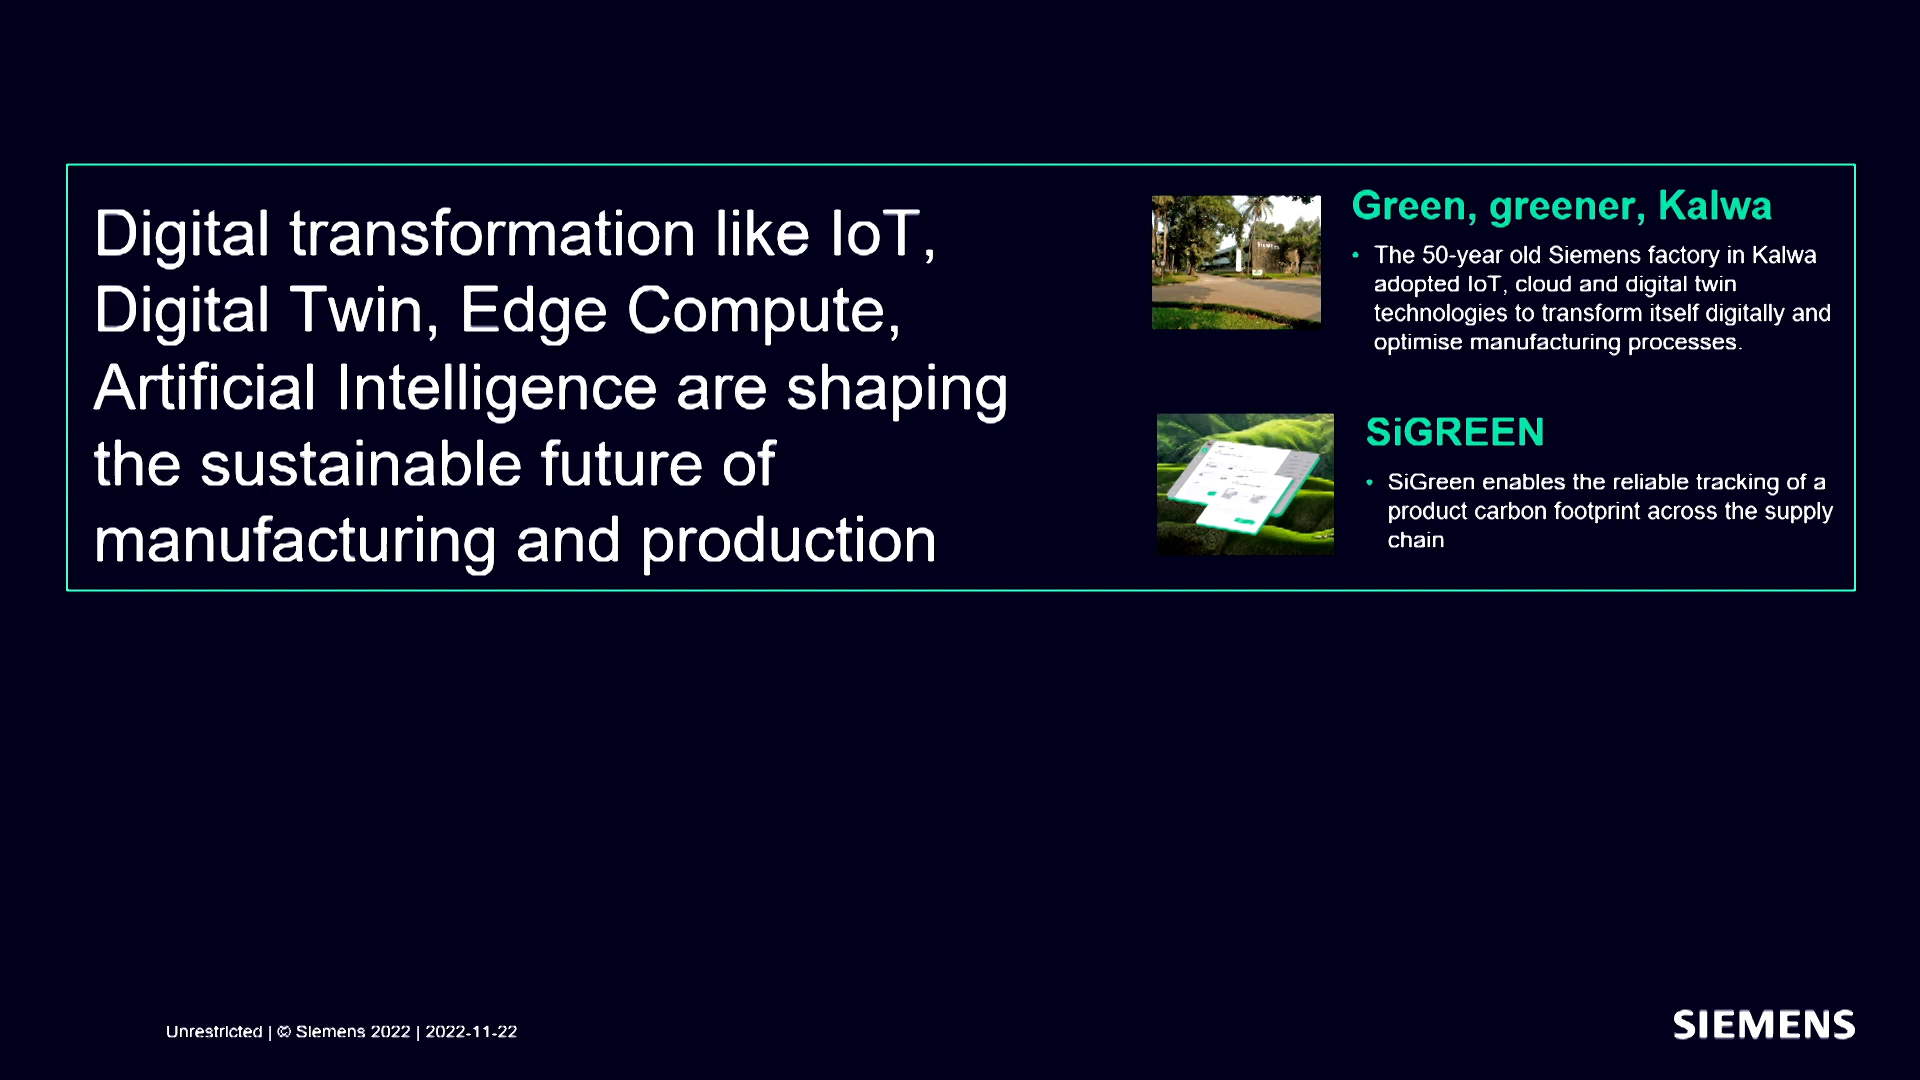 Digital transformation like IoT,
Digital Twin, Edge Compute,
Artificial Intelligence are shaping
the sustainable future of
manufacturing and production
Green, greener, Kalwa
• The 50-year old Siemens factory in Kalwa
adopted IoT, cloud and digital twin
technologies to transform itself digitally and
optimise manufacturing processes.
SiGREEN
• SiGreen enables the reliable tracking of a
product carbon footprint across the supply
chain
Unrestricted | © Siemens 2022 | 2022-11-22
SIEMENS